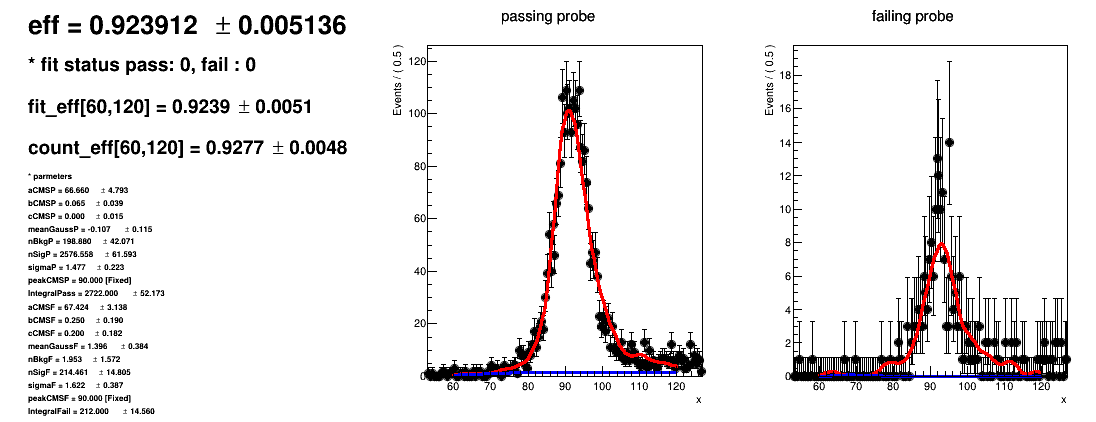 eff = 0.923912 ± 0.005136
* fit status pass: 0, fail : 0
fit_eff[60,120] = 0.9239 ± 0.0051
count_eff[60,120] = 0.9277 ± 0.0048
* parmeters
aCMSP = 66.660 ± 4.793
bCMSP = 0.065 ± 0.039
cCMSP = 0.000 ± 0.015
meanGaussP = -0.107 ± 0.115
nBkgP = 198.880 ± 42.071
nSigP = 2576.558 ± 61.593
sigmaP = 1.477 ± 0.223
peakCMSP = 90.000 [Fixed]
IntegralPass = 2722.000 ± 52.173
aCMSF = 67.424 ± 3.138
bCMSF = 0.250 ± 0.190
cCMSF = 0.200 ± 0.182
meanGaussF = 1.396 ± 0.384
nBkgF = 1.953 ± 1.572
nSigF = 214.461 ± 14.805
sigmaF = 1.622 ± 0.387
peakCMSF = 90.000 [Fixed]
IntegralFail = 212.000 ± 14.560
passing probe
Events / ( 0.5 )
120
100
80
60
40
20
0
60 70 80 90 100 110 120
x
failing probe
Events / ( 0.5 )
18
16
14
12
10
8
6
4
2
0
60 70 80 90 100 110 120
x